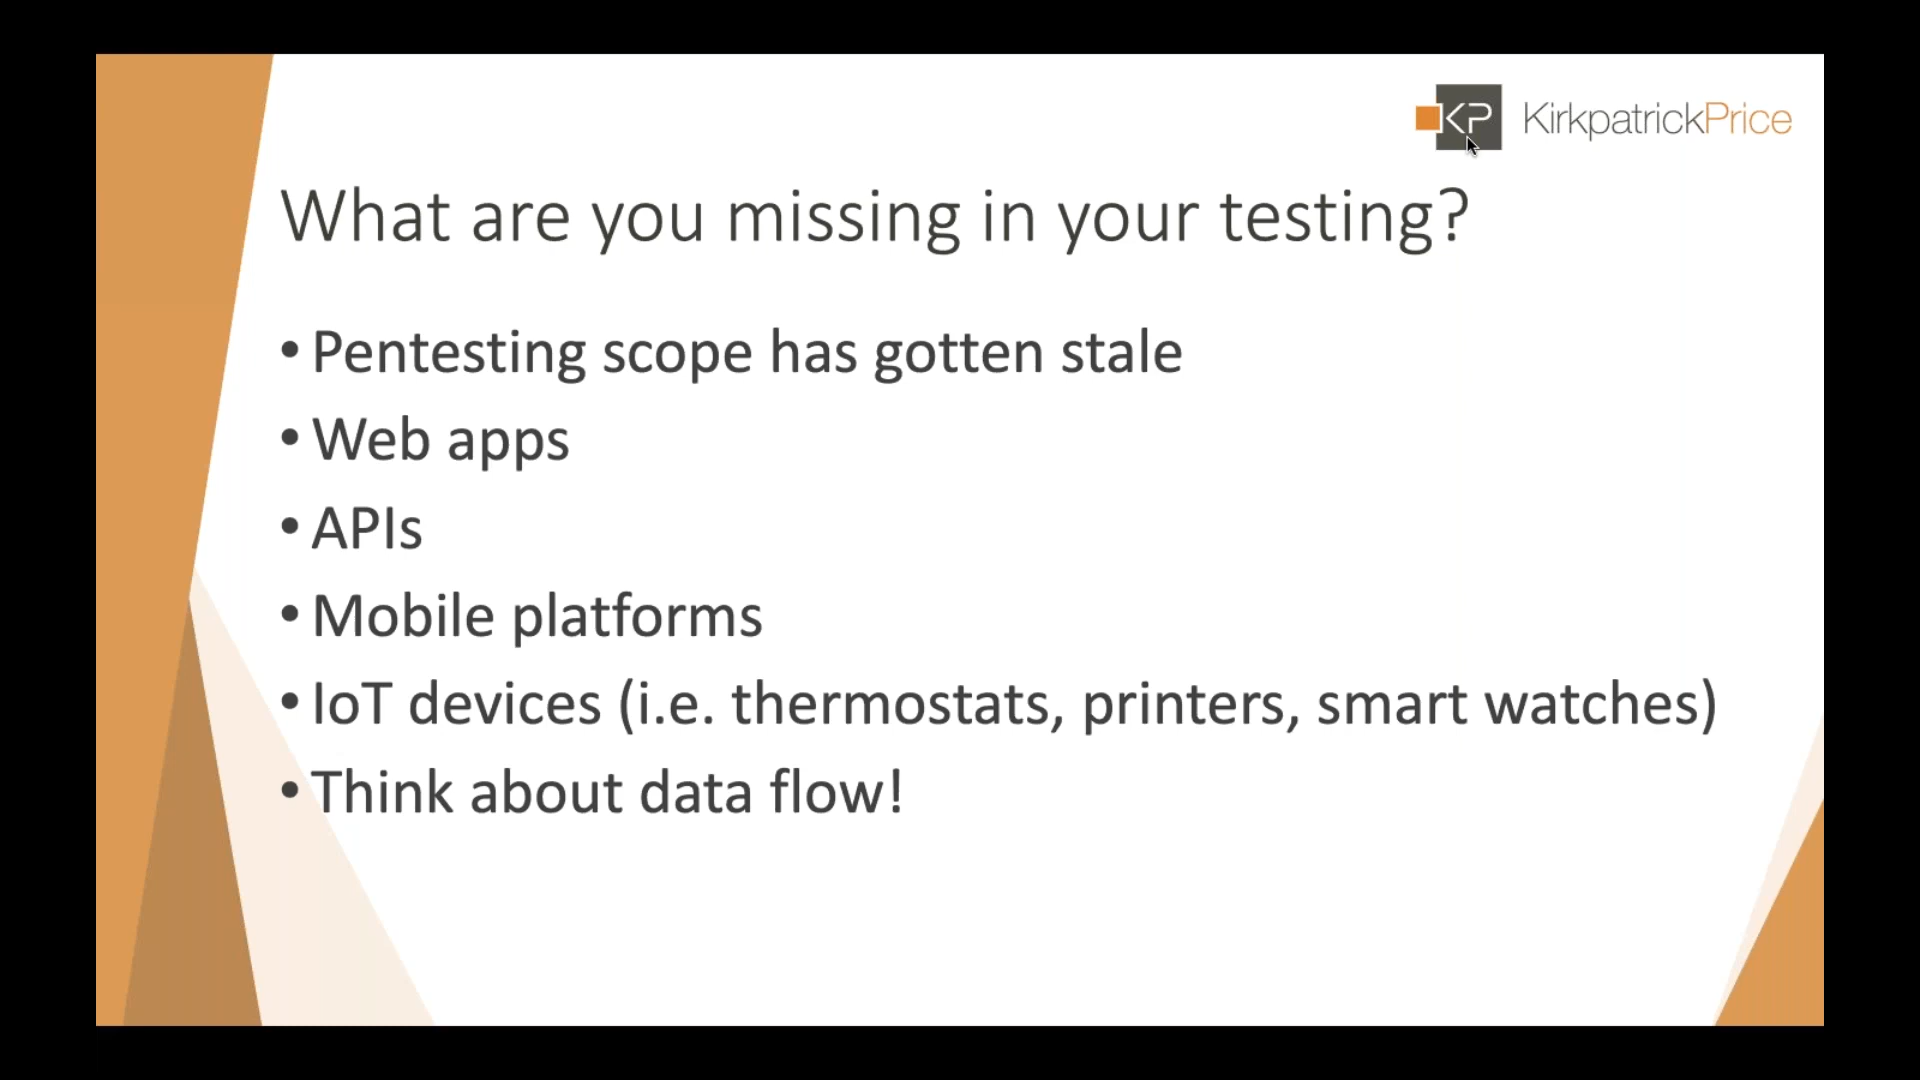 KP KirkpatrickPrice
What are you missing in your testing?
• Pentesting scope has gotten stale
• Web apps
• APIs
• Mobile platforms
• IoT devices (i.e. thermostats, printers, smart watches)
• Think about data flow!